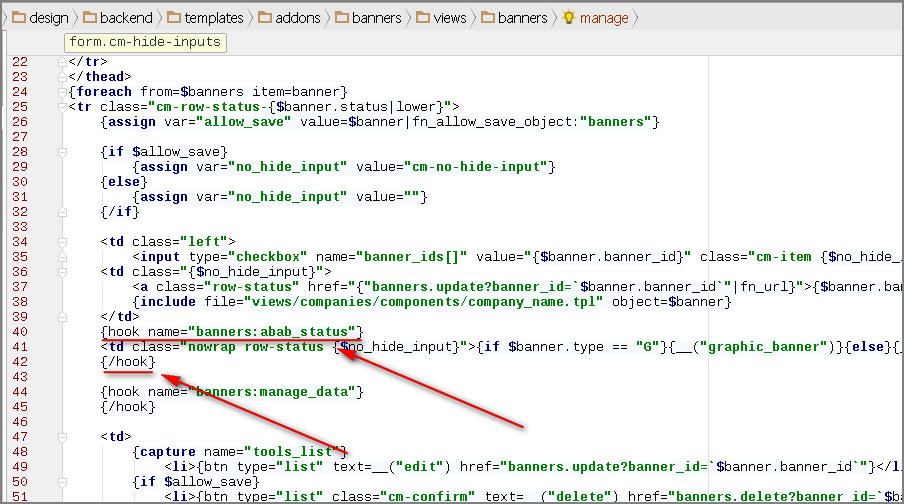 design backend templates addons banners views banners manage
form.cm-hide-inputs
22 </tr>
23 </thead>
24 {foreach from=$banners item=banner}
25 <tr class="cm-row-status-{$banner.status|lower}">
26 {assign var="allow_save" value=$banner|fn_allow_save_object:"banners"}
27
28 {if $allow_save}
29 {assign var="no_hide_input" value="cm-no-hide-input"}
30 {else}
31 {assign var="no_hide_input" value=""}
32 {/if}
33
34 <td class="left">
35 <input type="checkbox" name="banner_ids[]" value="{$banner.banner_id}" class="cm-item {$no_hide_
36 <td class="{$no_hide_input}">
37 <a class="row-status" href="{"banners.update?banner_id=`$banner.banner_id`"|fn_url}">{$banner.ban
38 {include file="views/companies/components/company_name.tpl" object=$banner}
39 </td>
40 {hook name="banners:abab_status"}
41 <td class="nowrap row-status {$no_hide_input}">{if $banner.type == "G"}{__("graphic_banner")}{else}{_
42 {/hook}
43
44 {hook name="banners:manage_data"}
45 {/hook}
46
47 <td>
48 {capture name="tools_list"}
49 <li>{btn type="list" text=__("edit") href="banners.update?banner_id=`$banner.banner_id`"}</l
50 {if $allow_save}
51 <li>{btn type="list" class="cm-confirm" text=__("delete") href="banners.delete?banner_id=`$b